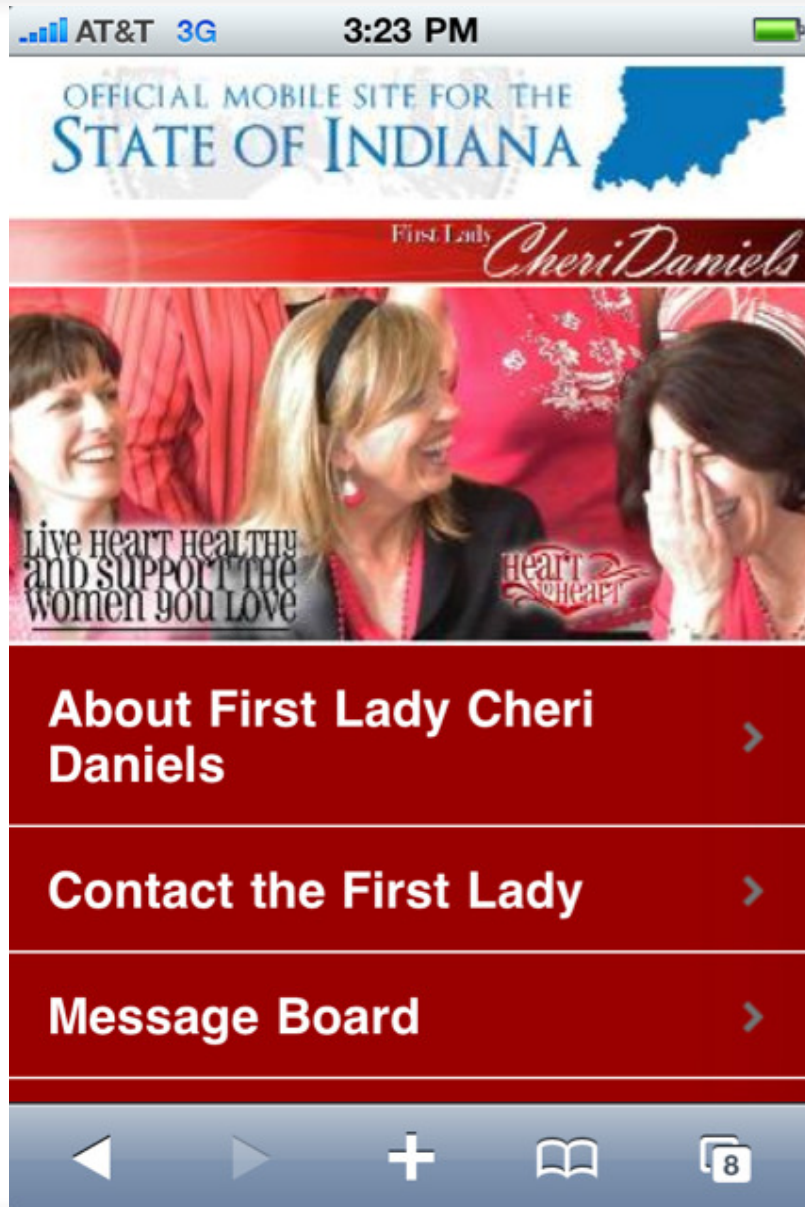 AT&T 3G 3:23 PM
OFFICIAL MOBILE SITE FOR THE
STATE OF INDIANA
First Lady Cheri Daniels
LIVE HEART HEALTHY
AND SUPPORT THE
WOMEN YOU LOVE
HEART
TO HEART
About First Lady Cheri
Daniels
Contact the First Lady
Message Board
8